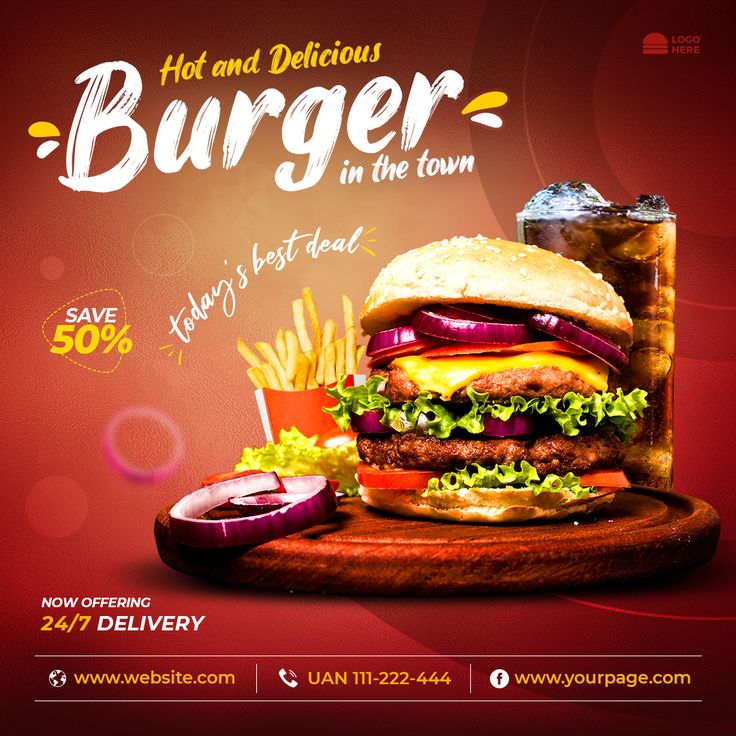 LOGO
HERE
Hot and Delicious
Burger
in the town
today's best deal
SAVE
50%
NOW OFFERING
24/7 DELIVERY
www.website.com
UAN 111-222-444
www.yourpage.com